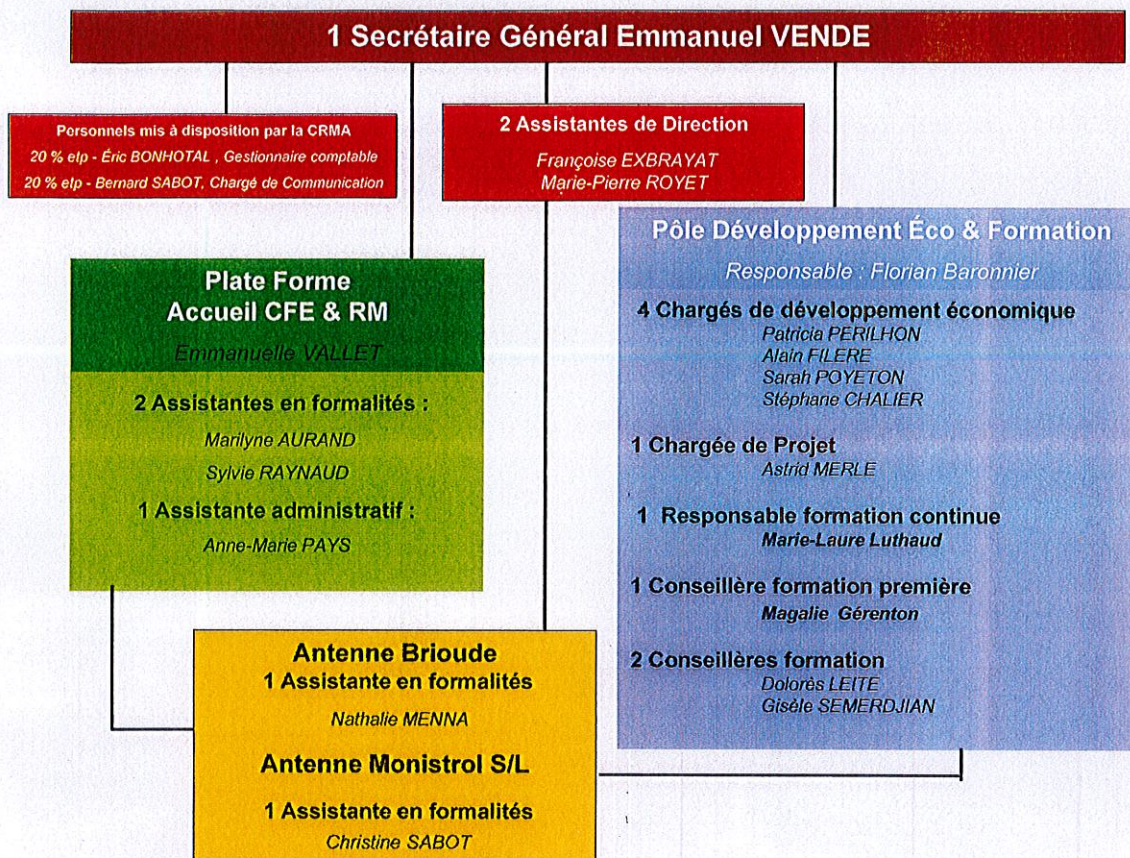 1 Secrétaire Général Emmanuel VENDE
Personnels mis à disposition par la CRMA
20 % etp - Éric BONHOTAL , Gestionnaire comptable
20 % etp - Bernard SABOT, Chargé de Communication
2 Assistantes de Direction
Françoise EXBRAYAT
Marie-Pierre ROYET
Plate Forme
Accueil CFE & RM
Emmanuelle VALLET
2 Assistantes en formalités :
Marilyne AURAND
Sylvie RAYNAUD
1 Assistante administratif :
Anne-Marie PAYS
Pôle Développement Éco & Formation
Responsable : Florian Baronnier
4 Chargés de développement économique
Patricia PERILHON
Alain FILERE
Sarah POYETON
Stéphane CHALIER
1 Chargée de Projet
Astrid MERLE
1 Responsable formation continue
Marie-Laure Luthaud
1 Conseillère formation première
Magalie Gérenton
2 Conseillères formation
Dolorès LEITE
Gisèle SEMERDJIAN
Antenne Brioude
1 Assistante en formalités
Nathalie MENNA
Antenne Monistrol S/L
1 Assistante en formalités
Christine SABOT